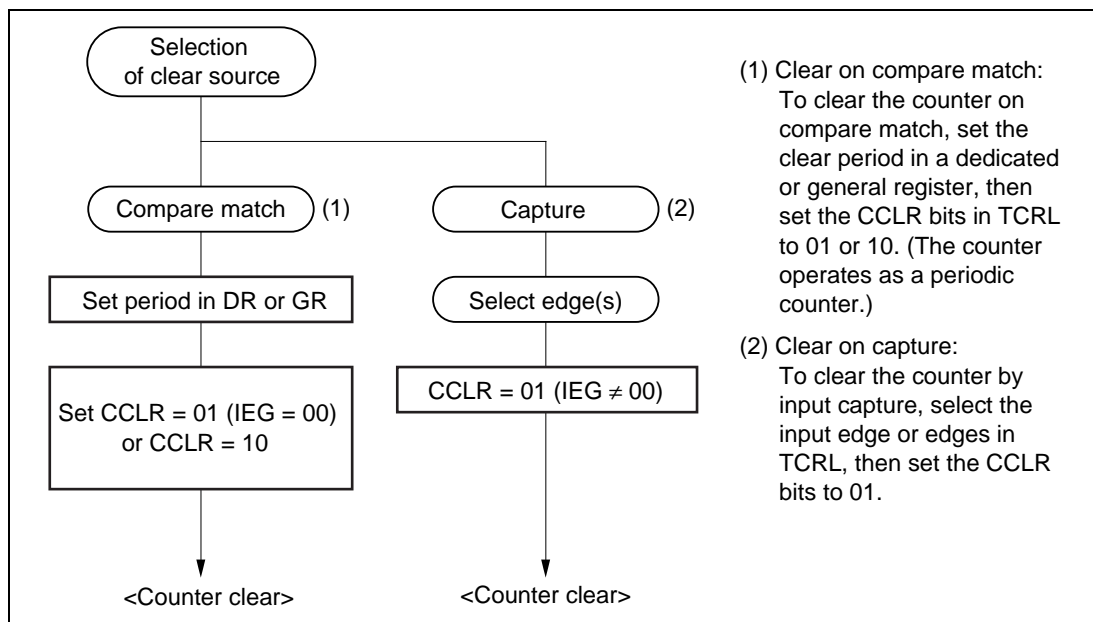 Selection
of clear source
Compare match
(1)
Capture
(2)
Set period in DR or GR
Select edge(s)
Set CCLR = 01 (IEG = 00)
or CCLR = 10
CCLR = 01 (IEG ≠ 00)
<Counter clear>
<Counter clear>
(1) Clear on compare match:
To clear the counter on
compare match, set the
clear period in a dedicated
or general register, then
set the CCLR bits in TCRL
to 01 or 10. (The counter
operates as a periodic
counter.)
(2) Clear on capture:
To clear the counter by
input capture, select the
input edge or edges in
TCRL, then set the CCLR
bits to 01.